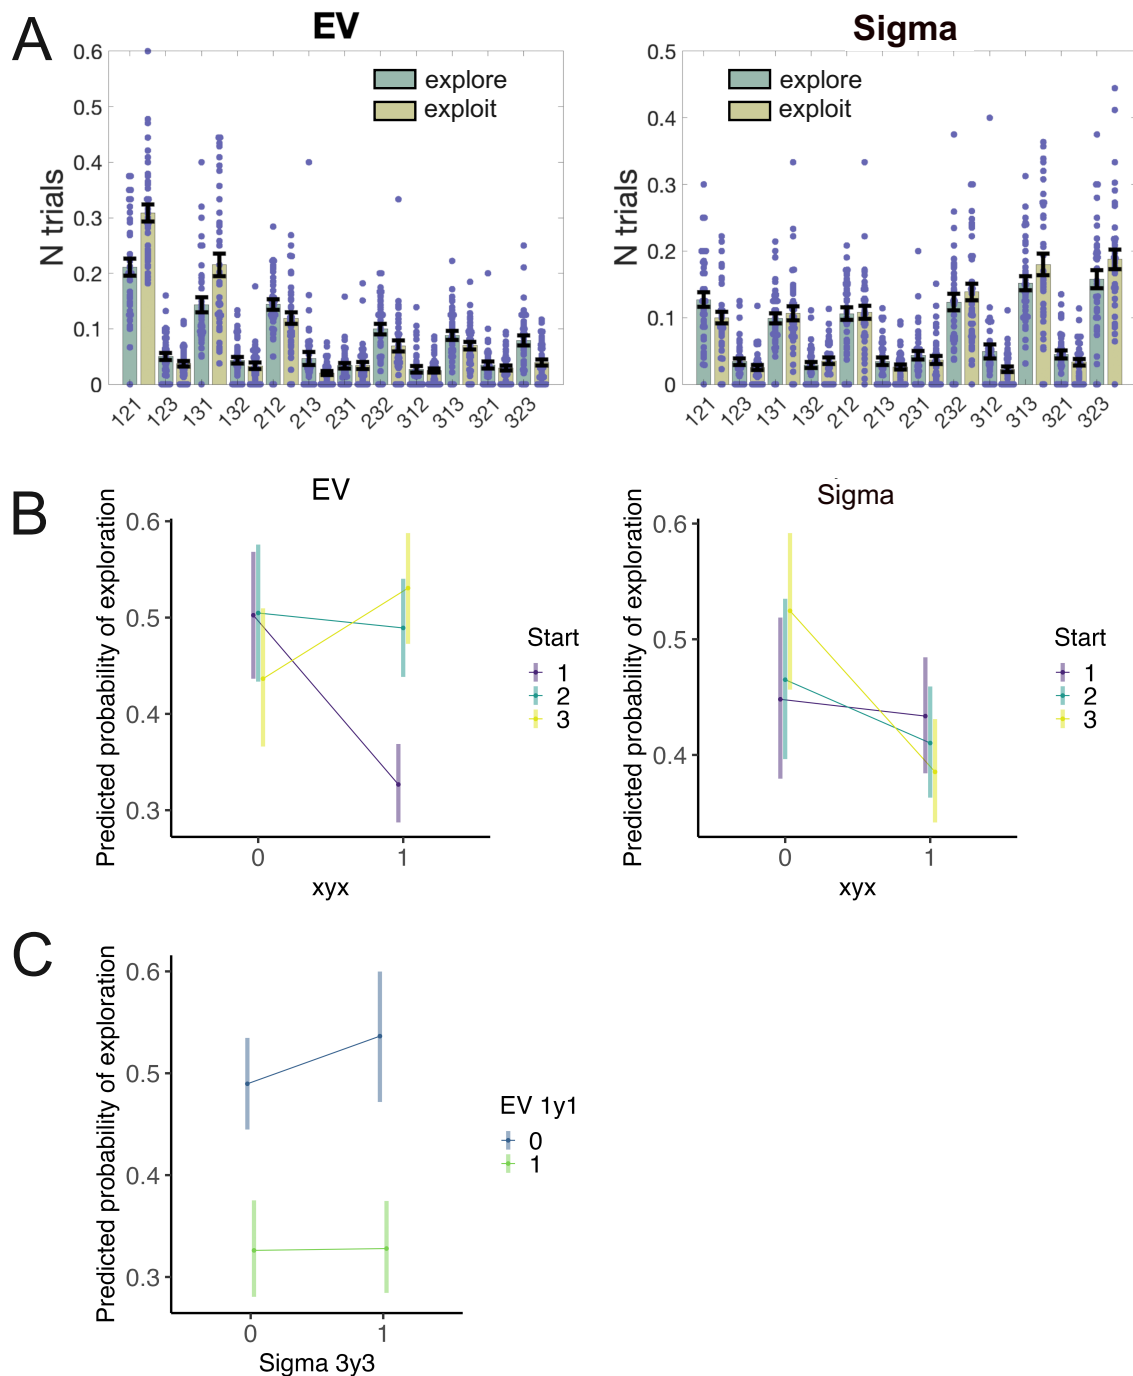 A
EV
Sigma
N trials
0.6
0.5
0.4
0.3
0.2
0.1
0
explore
exploit
121
123
131
132
212
213
231
232
312
313
321
323
N trials
0.5
0.4
0.3
0.2
0.1
0
explore
exploit
121
123
131
132
212
213
231
232
312
313
321
323
B
EV
Predicted probability of exploration
0.6
0.5
0.4
0.3
0
1
xyx
Start
1
2
3
Sigma
Predicted probability of exploration
0.6
0.5
0.4
0
1
xyx
Start
1
2
3
C
Predicted probability of exploration
0.6
0.5
0.4
0.3
0
1
Sigma 3y3
EV 1y1
0
1